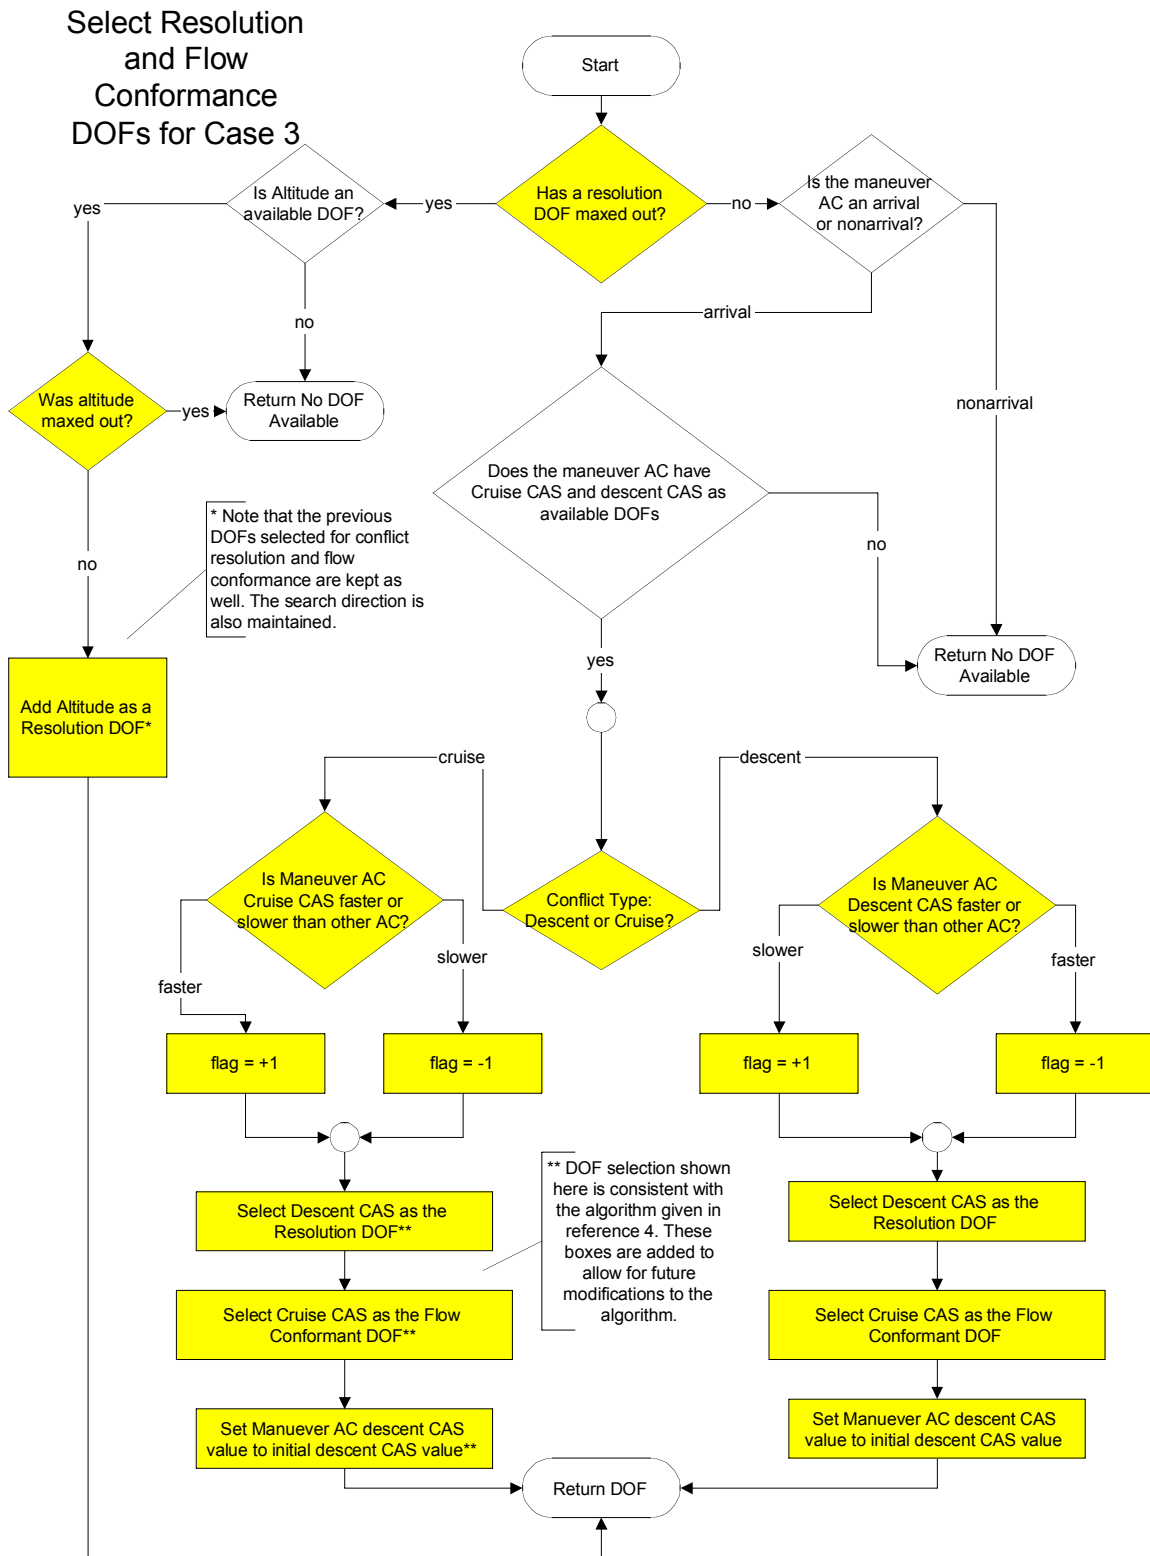 Select Resolution
and Flow
Conformance
DOFs for Case 3
Start
Has a resolution
DOF maxed out?
yes
no
Is Altitude an
available DOF?
yes
no
Is the maneuver
AC an arrival
or nonarrival?
arrival
nonarrival
Was altitude
maxed out?
yes
no
Return No DOF
Available
Does the maneuver AC have
Cruise CAS and descent CAS as
available DOFs
no
yes
Return No DOF
Available
* Note that the previous
DOFs selected for conflict
resolution and flow
conformance are kept as
well. The search direction is
also maintained.
Add Altitude as a
Resolution DOF*
cruise
descent
Conflict Type:
Descent or Cruise?
Is Maneuver AC
Cruise CAS faster or
slower than other AC?
faster
slower
Is Maneuver AC
Descent CAS faster or
slower than other AC?
slower
faster
flag = +1
flag = -1
flag = +1
flag = -1
Select Descent CAS as the
Resolution DOF**
Select Cruise CAS as the Flow
Conformant DOF**
Set Manuever AC descent CAS
value to initial descent CAS value**
** DOF selection shown
here is consistent with
the algorithm given in
reference 4. These
boxes are added to
allow for future
modifications to the
algorithm.
Select Descent CAS as the
Resolution DOF
Select Cruise CAS as the Flow
Conformant DOF
Set Manuever AC descent CAS
value to initial descent CAS value
Return DOF